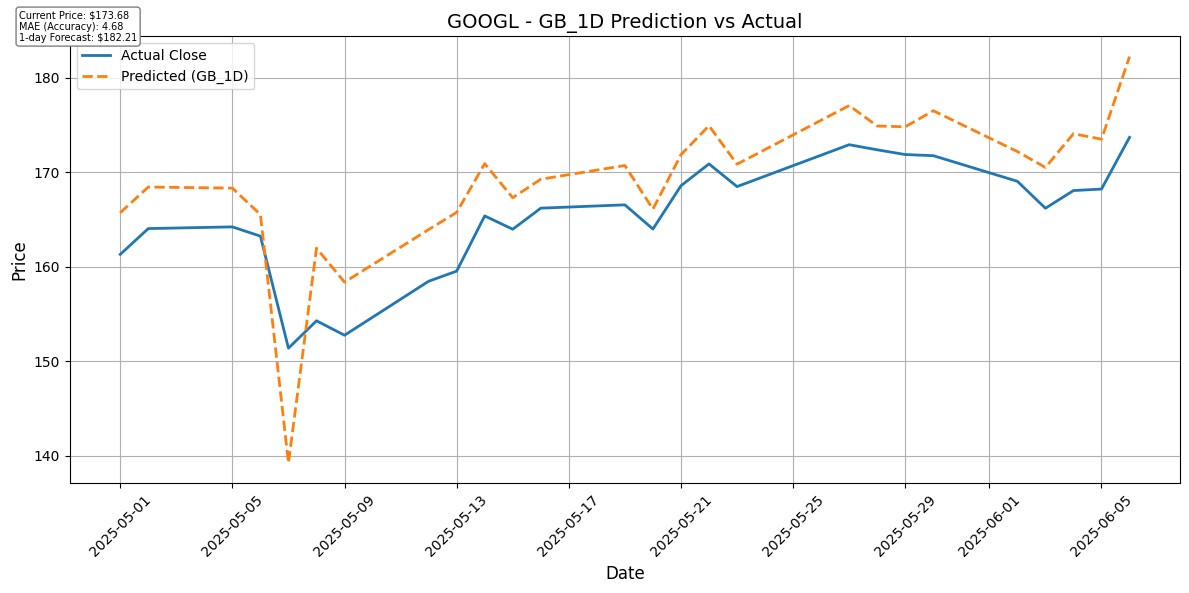 Current Price: $173.68
MAE (Accuracy): 4.68
1-day Forecast: $182.21
GOOGL - GB_1D Prediction vs Actual
Actual Close
Predicted (GB_1D)
Price
180
170
160
150
140
2025-05-01
2025-05-05
2025-05-09
2025-05-13
2025-05-17
2025-05-21
2025-05-25
2025-05-29
2025-06-01
2025-06-05
Date